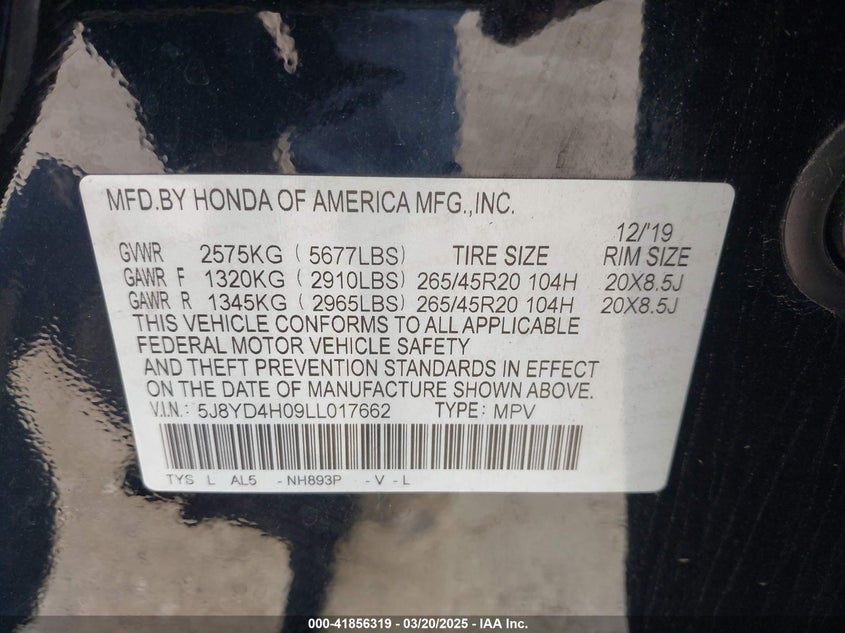 MFD.BY HONDA OF AMERICA MFG.,INC.
12/'19
GVWR 2575KG ( 5677LBS) TIRE SIZE RIM SIZE
GAWR F 1320KG ( 2910LBS) 265/45R20 104H 20X8.5J
GAWR R 1345KG ( 2965LBS) 265/45R20 104H 20X8.5J
THIS VEHICLE CONFORMS TO ALL APPLICABLE
FEDERAL MOTOR VEHICLE SAFETY
AND THEFT PREVENTION STANDARDS IN EFFECT
ON THE DATE OF MANUFACTURE SHOWN ABOVE.
V.I.N.: 5J8YD4H09LL017662 TYPE: MPV
TYS L AL5 -NH893P -V -L
000-41856319 / 03/20/2025 - IAA Inc.